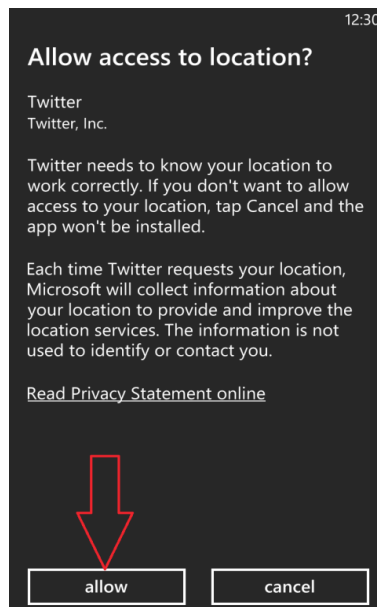 12:30
Allow access to location?
Twitter
Twitter, Inc.
Twitter needs to know your location to
work correctly. If you don't want to allow
access to your location, tap Cancel and the
app won't be installed.
Each time Twitter requests your location,
Microsoft will collect information about
your location to provide and improve the
location services. The information is not
used to identify or contact you.
Read Privacy Statement online
allow
cancel